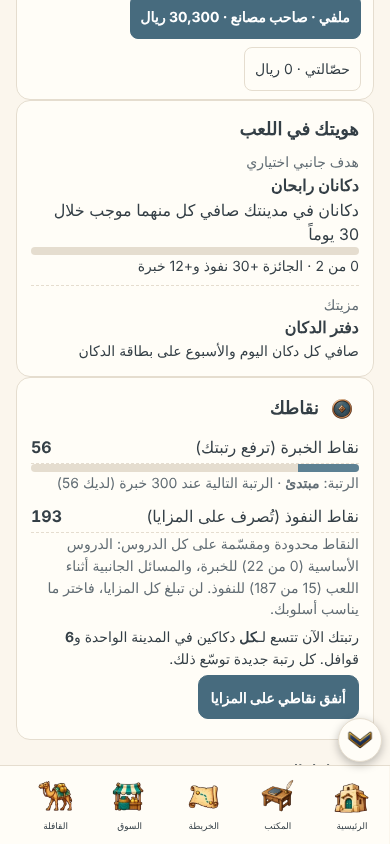 ملفي · صاحب مصانع · 30,300 ريال
حصّالتي · 0 ريال
هويتك في اللعب
هدف جانبي اختياري
دكانان رابحان
دكانان في مدينتك صافي كل منهما موجب خلال
30 يوماً
0 من 2 · الجائزة +30 نفوذ و+12 خبرة
مزيتك
دفتر الدكان
صافي كل دكان اليوم والأسبوع على بطاقة الدكان
نقاطك
نقاط الخبرة (ترفع رتبتك) 56
الرتبة: مبتدئ · الرتبة التالية عند 300 خبرة (لديك 56)
نقاط النفوذ (تُصرف على المزايا) 193
النقاط محدودة ومقسّمة على كل الدروس: الدروس
الأساسية (0 من 22) للخبرة، والمسائل الجانبية أثناء
اللعب (15 من 187) للنفوذ. لن تبلغ كل المزايا، فاختر ما
يناسب أسلوبك.
رتبتك الآن تتسع لـكل دكاكين في المدينة الواحدة و6
قوافل. كل رتبة جديدة توسّع ذلك.
أنفق نقاطي على المزايا
الرئيسية
المكتب
الخريطة
السوق
القافلة